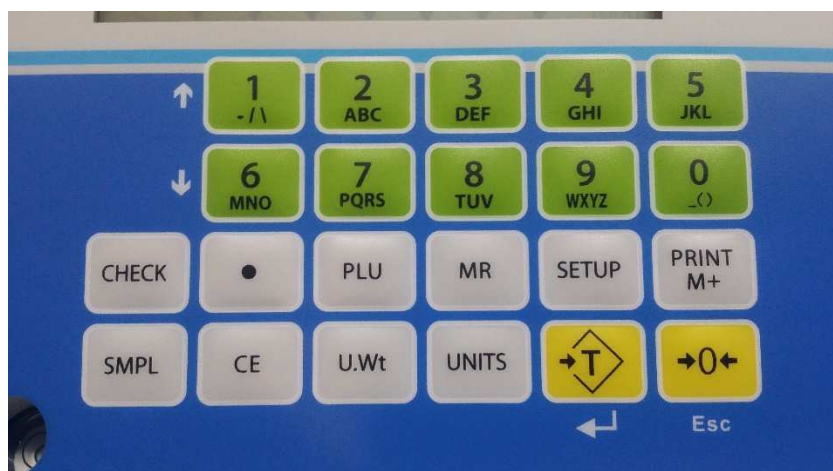 ↑ 1 2 3 4 5
-/\ ABC DEF GHI JKL
↓ 6 7 8 9 0
MNO PQRS TUV WXYZ _()
CHECK • PLU MR SETUP PRINT
M+
SMPL CE U.Wt UNITS →T →0←
↵ Esc